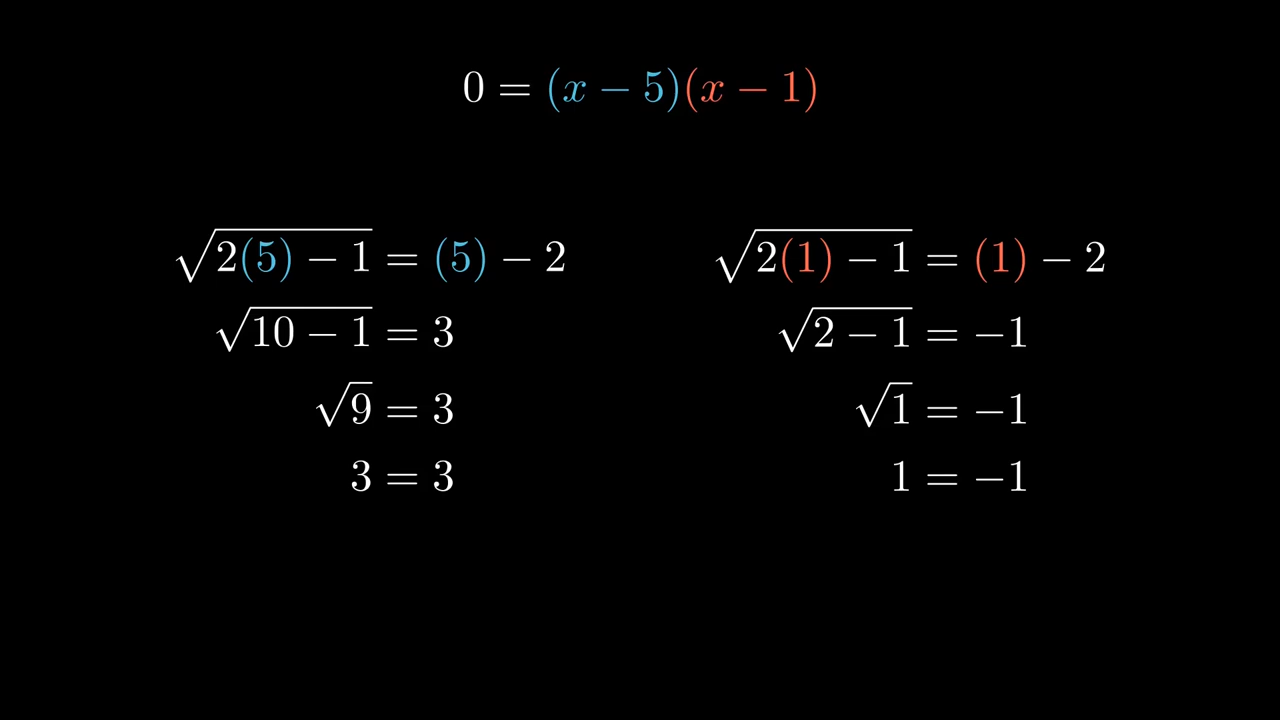 0 = (x − 5)(x − 1)
√(2(5) − 1) = (5) − 2
√(10 − 1) = 3
√9 = 3
3 = 3
√(2(1) − 1) = (1) − 2
√(2 − 1) = −1
√1 = −1
1 = −1